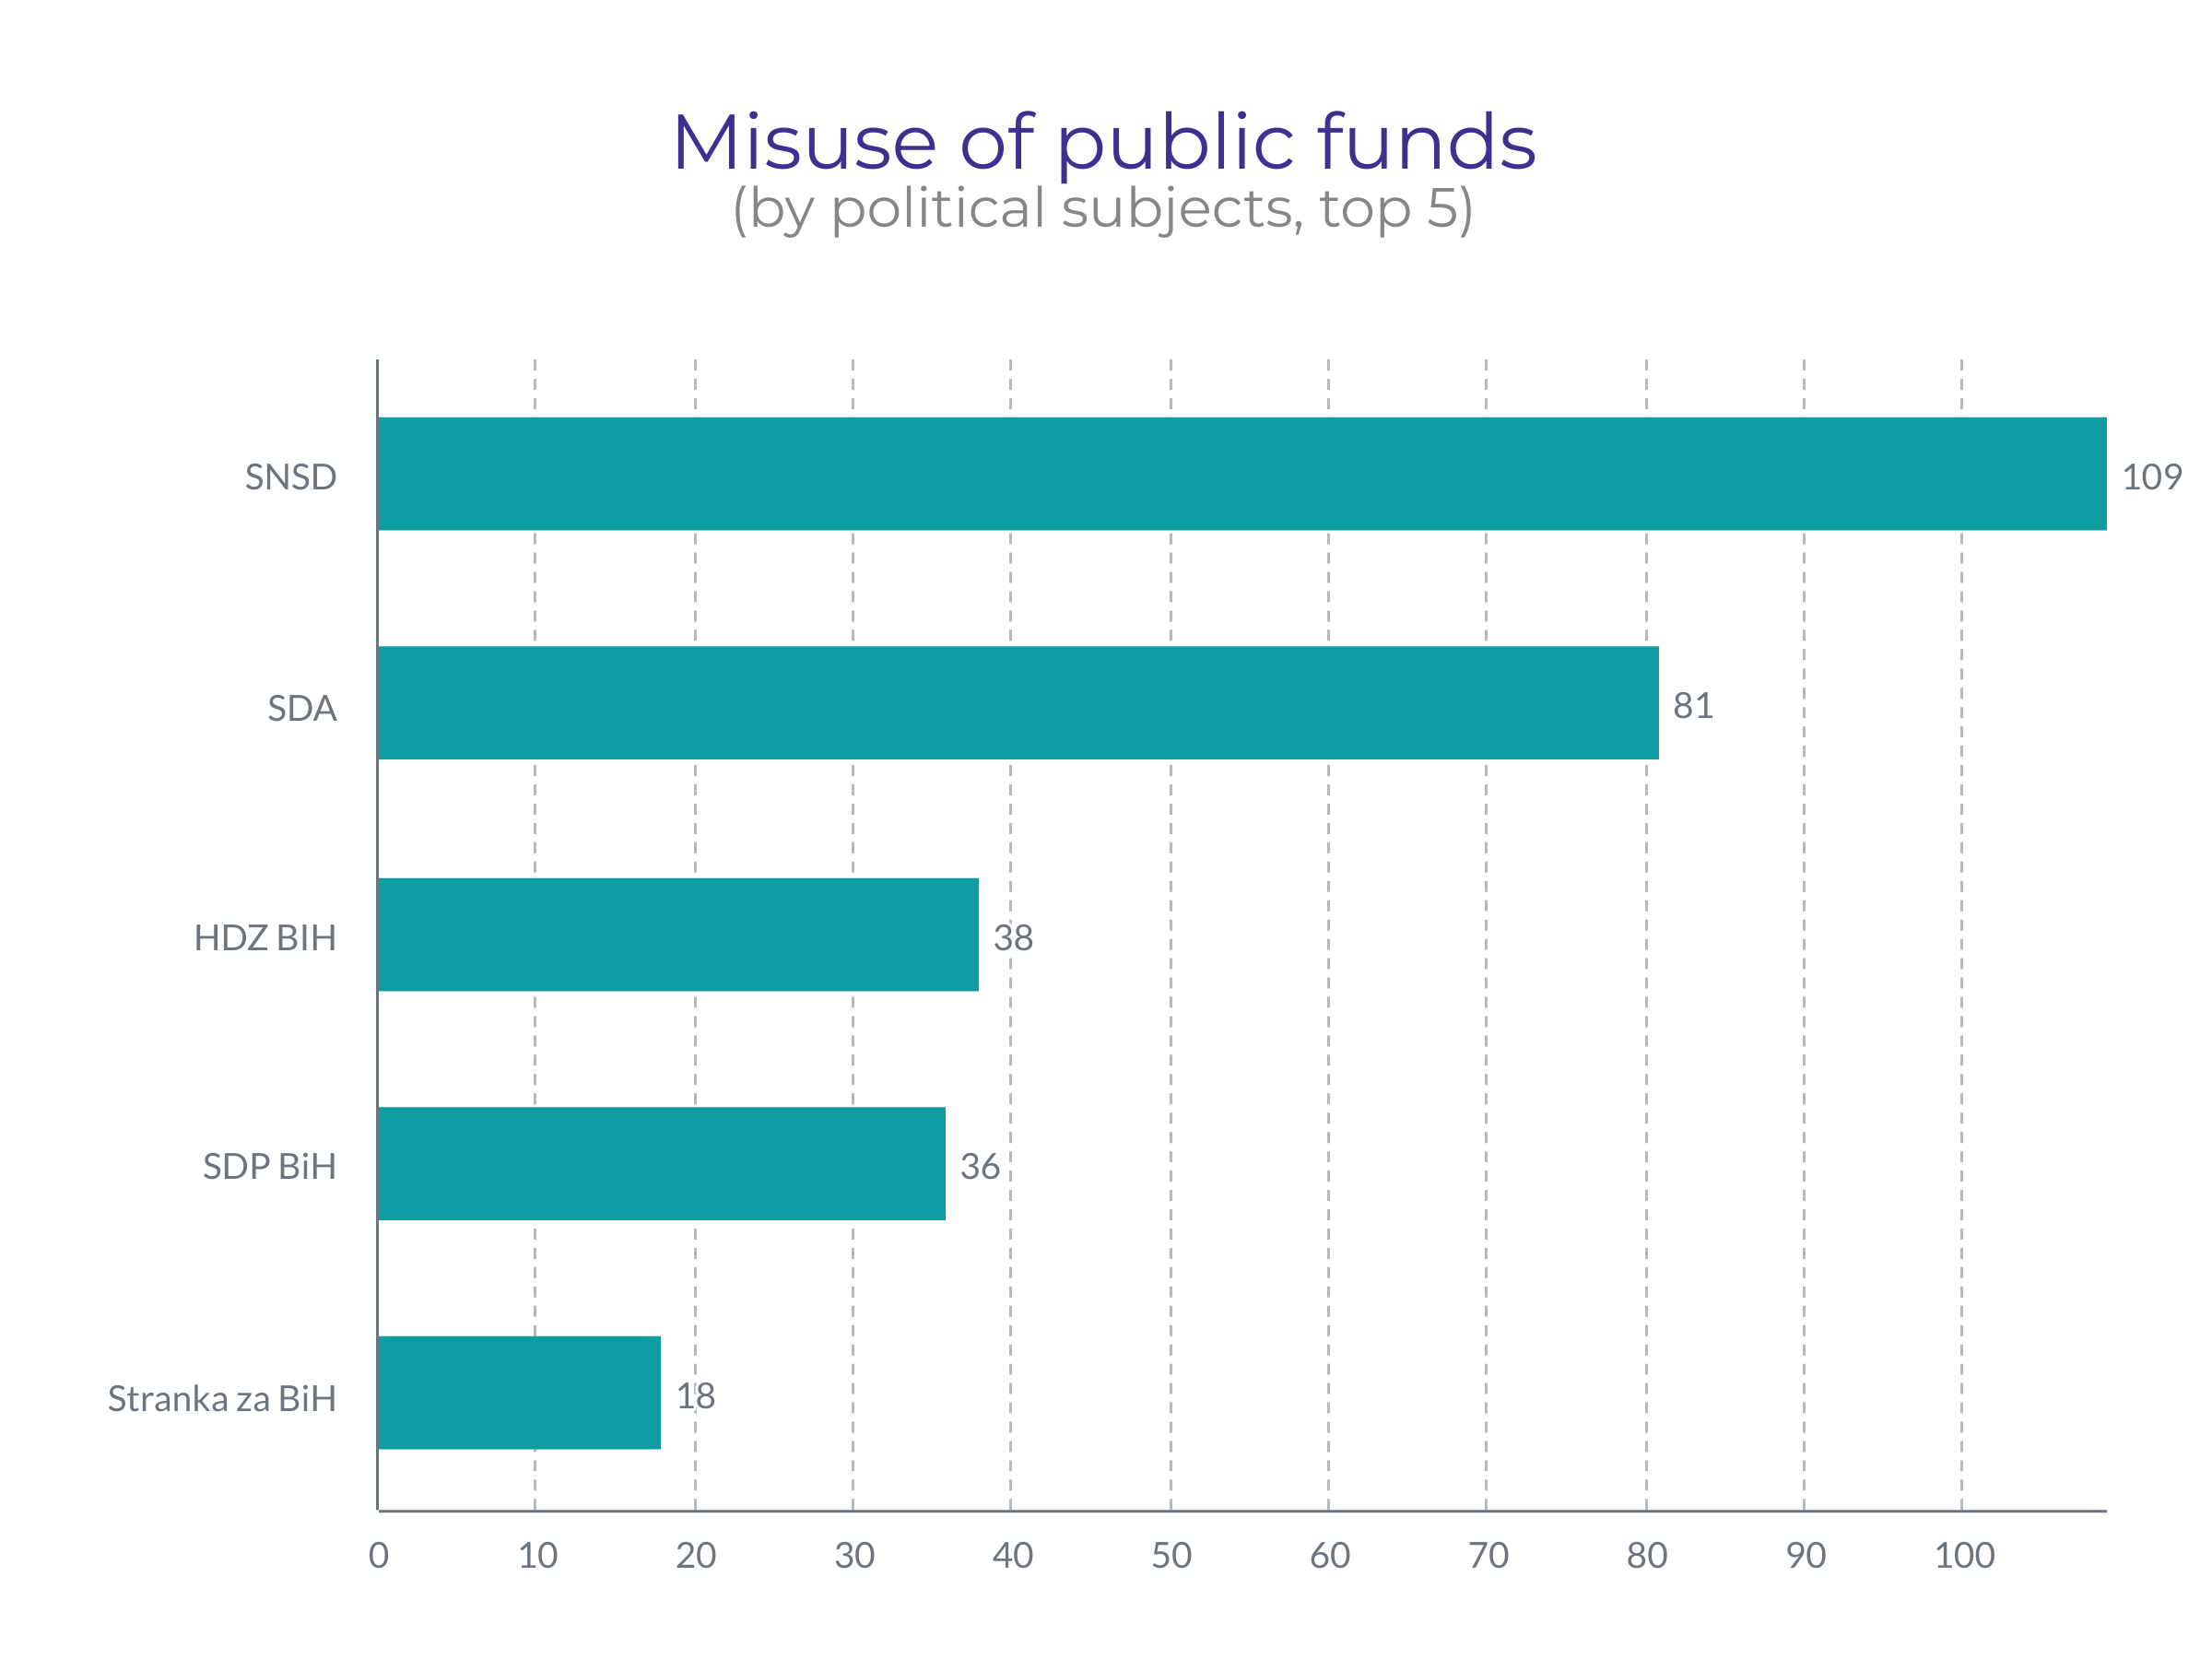 Misuse of public funds
(by political subjects, top 5)
SNSD 109
SDA 81
HDZ BIH 38
SDP BiH 36
Stranka za BiH 18
0 10 20 30 40 50 60 70 80 90 100